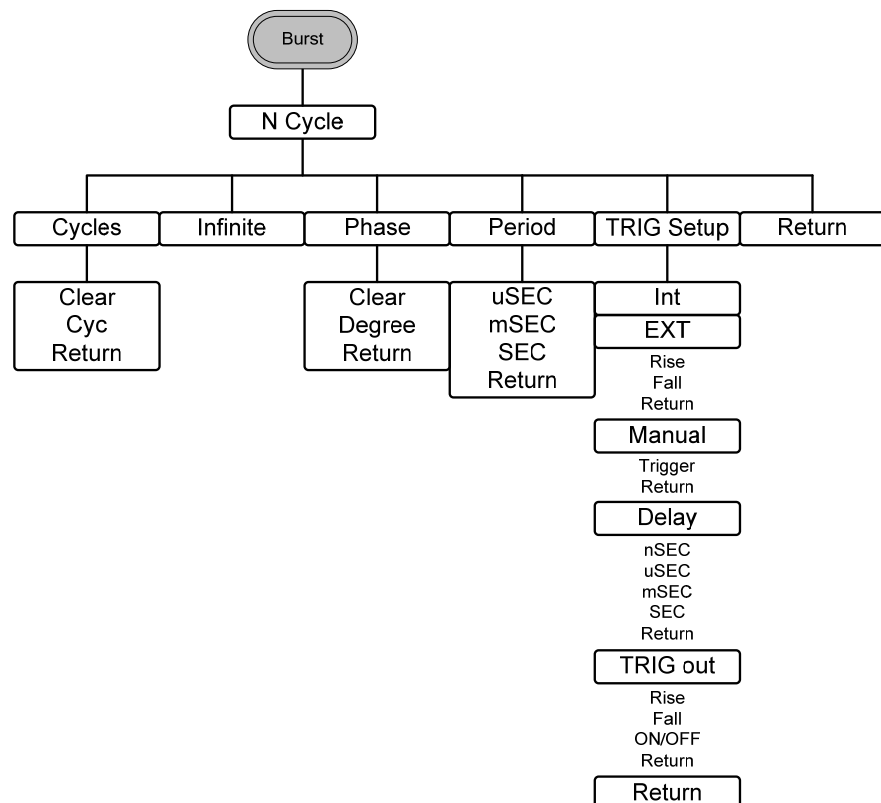 Burst
N Cycle
Cycles
Infinite
Phase
Period
TRIG Setup
Return
Clear
Cyc
Return
Clear
Degree
Return
uSEC
mSEC
SEC
Return
Int
EXT
Rise
Fall
Return
Manual
Trigger
Return
Delay
nSEC
uSEC
mSEC
SEC
Return
TRIG out
Rise
Fall
ON/OFF
Return
Return